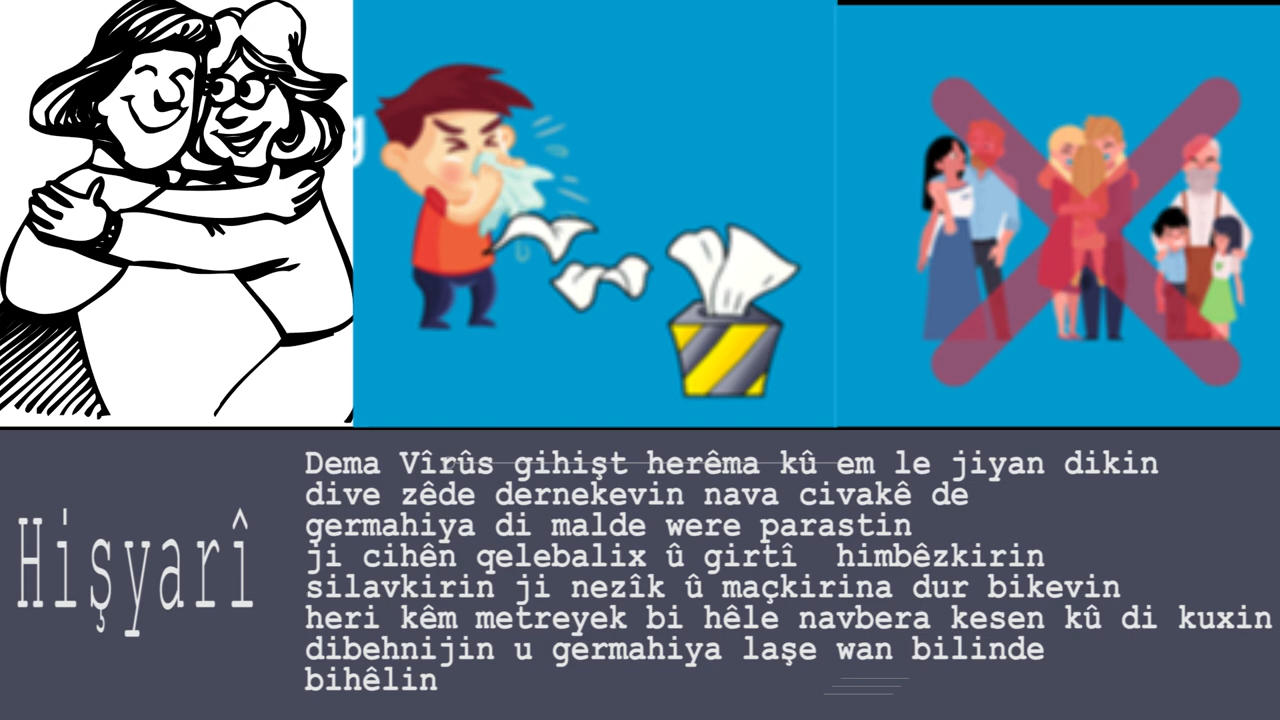 Hişyarî
Dema Vîrûs gihişt herêma kû em le jiyan dikin
dive zêde dernekevin nava civakê de
germahiya di malde were parastin
ji cihên qelebalix û girtî  himbêzkirin
silavkirin ji nezîk û maçkirina dur bikevin
heri kêm metreyek bi hêle navbera kesen kû di kuxin
dibehnijin u germahiya laşe wan bilinde
bihêlin